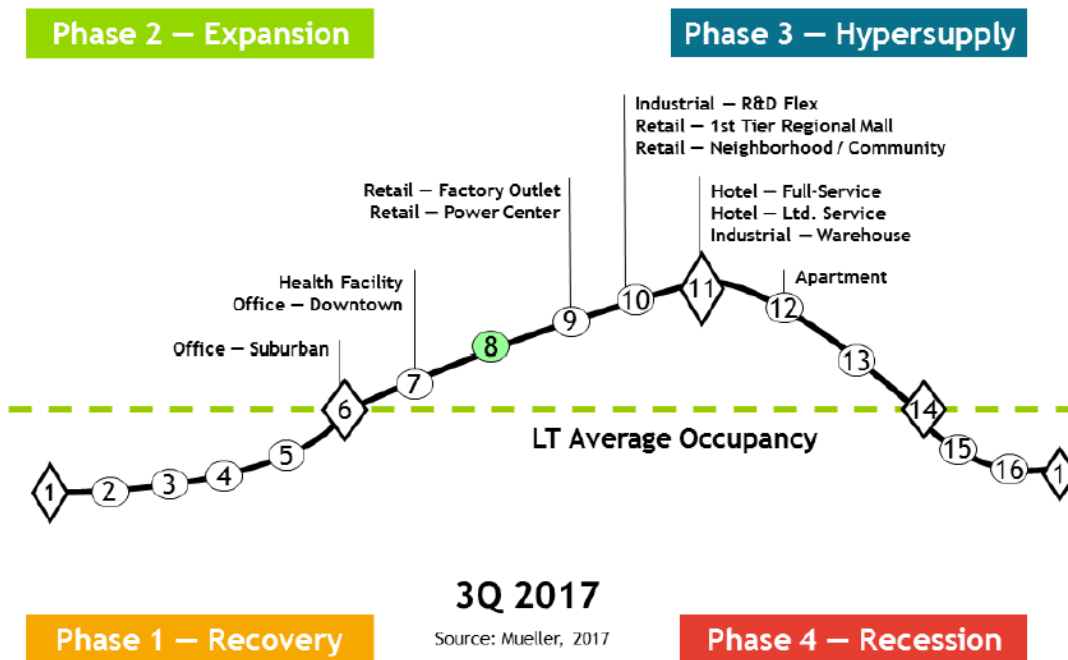 Phase 2 — Expansion
Phase 3 — Hypersupply
Industrial — R&D Flex
Retail — 1st Tier Regional Mall
Retail — Neighborhood / Community
Retail — Factory Outlet
Retail — Power Center
Hotel — Full-Service
Hotel — Ltd. Service
Industrial — Warehouse
Health Facility
Office — Downtown
Apartment
Office — Suburban
1
2
3
4
5
6
7
8
9
10
11
12
13
14
15
16
1
LT Average Occupancy
3Q 2017
Source: Mueller, 2017
Phase 1 — Recovery
Phase 4 — Recession